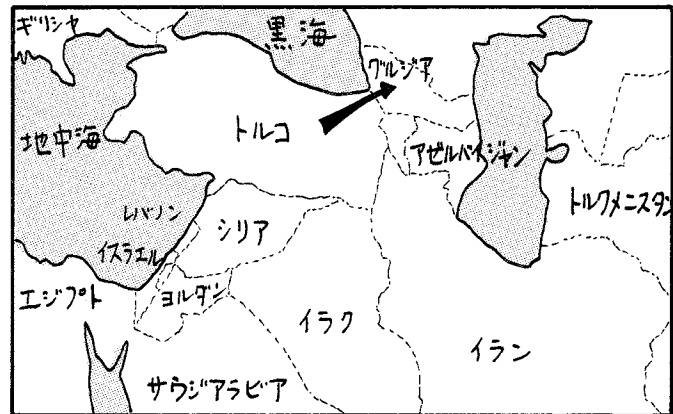 ギリシャ
黒海
グルジア
地中海
トルコ
アゼルバイジャン
トルクメニスタン
レバノン
シリア
イスラエル
エジプト
ヨルダン
イラク
イラン
サウジアラビア